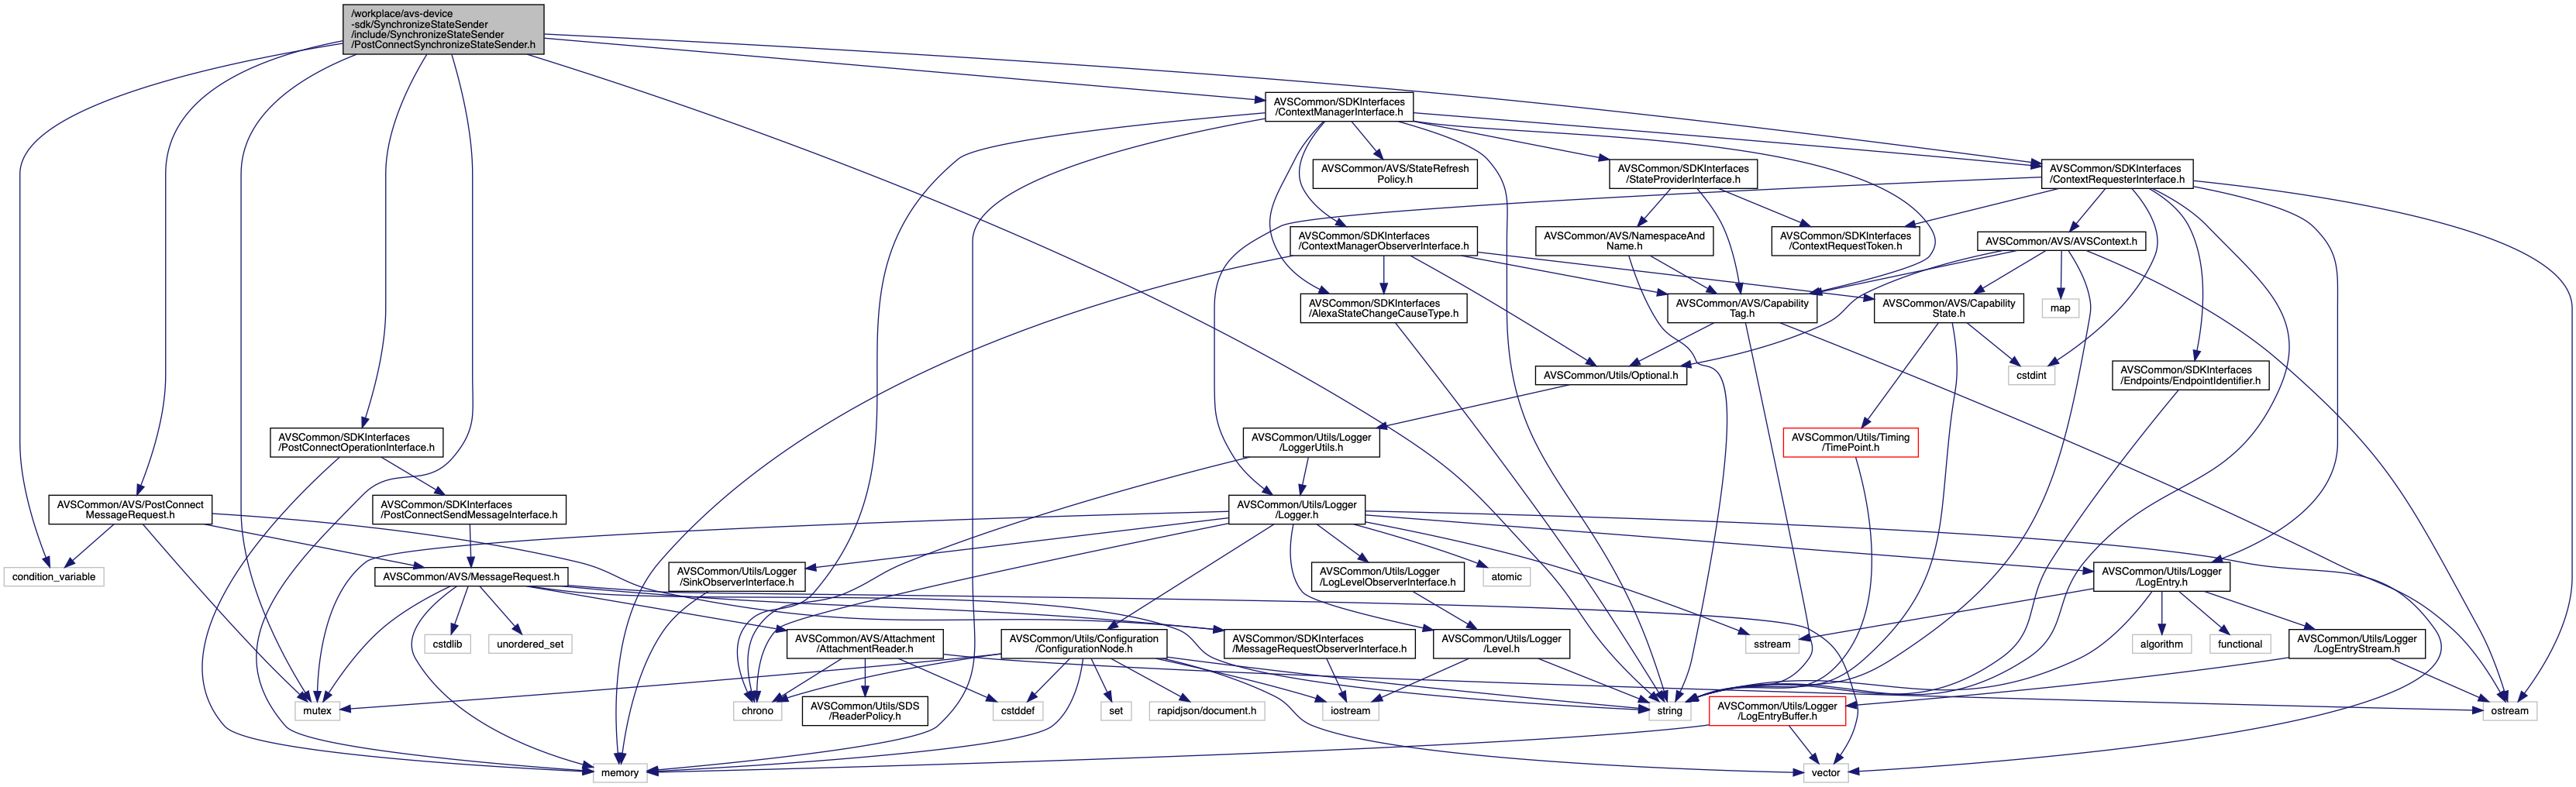 /workplace/avs-device
-sdk/SynchronizeStateSender
/include/SynchronizeStateSender
/PostConnectSynchronizeStateSender.h
AVSCommon/SDKInterfaces
/ContextManagerInterface.h
AVSCommon/AVS/StateRefresh
Policy.h
AVSCommon/SDKInterfaces
/StateProviderInterface.h
AVSCommon/SDKInterfaces
/ContextRequesterInterface.h
AVSCommon/SDKInterfaces
/ContextManagerObserverInterface.h
AVSCommon/AVS/NamespaceAnd
Name.h
AVSCommon/SDKInterfaces
/ContextRequestToken.h
AVSCommon/AVS/AVSContext.h
AVSCommon/SDKInterfaces
/AlexaStateChangeCauseType.h
AVSCommon/AVS/Capability
Tag.h
AVSCommon/AVS/Capability
State.h
map
AVSCommon/Utils/Optional.h
cstdint
AVSCommon/SDKInterfaces
/Endpoints/EndpointIdentifier.h
AVSCommon/SDKInterfaces
/PostConnectOperationInterface.h
AVSCommon/Utils/Logger
/LoggerUtils.h
AVSCommon/Utils/Timing
/TimePoint.h
AVSCommon/AVS/PostConnect
MessageRequest.h
AVSCommon/SDKInterfaces
/PostConnectSendMessageInterface.h
AVSCommon/Utils/Logger
/Logger.h
condition_variable
AVSCommon/AVS/MessageRequest.h
AVSCommon/Utils/Logger
/SinkObserverInterface.h
AVSCommon/Utils/Logger
/LogLevelObserverInterface.h
atomic
AVSCommon/Utils/Logger
/LogEntry.h
cstdlib
unordered_set
AVSCommon/AVS/Attachment
/AttachmentReader.h
AVSCommon/Utils/Configuration
/ConfigurationNode.h
AVSCommon/SDKInterfaces
/MessageRequestObserverInterface.h
AVSCommon/Utils/Logger
/Level.h
sstream
algorithm
functional
AVSCommon/Utils/Logger
/LogEntryStream.h
mutex
chrono
AVSCommon/Utils/SDS
/ReaderPolicy.h
cstddef
set
rapidjson/document.h
iostream
string
AVSCommon/Utils/Logger
/LogEntryBuffer.h
ostream
memory
vector